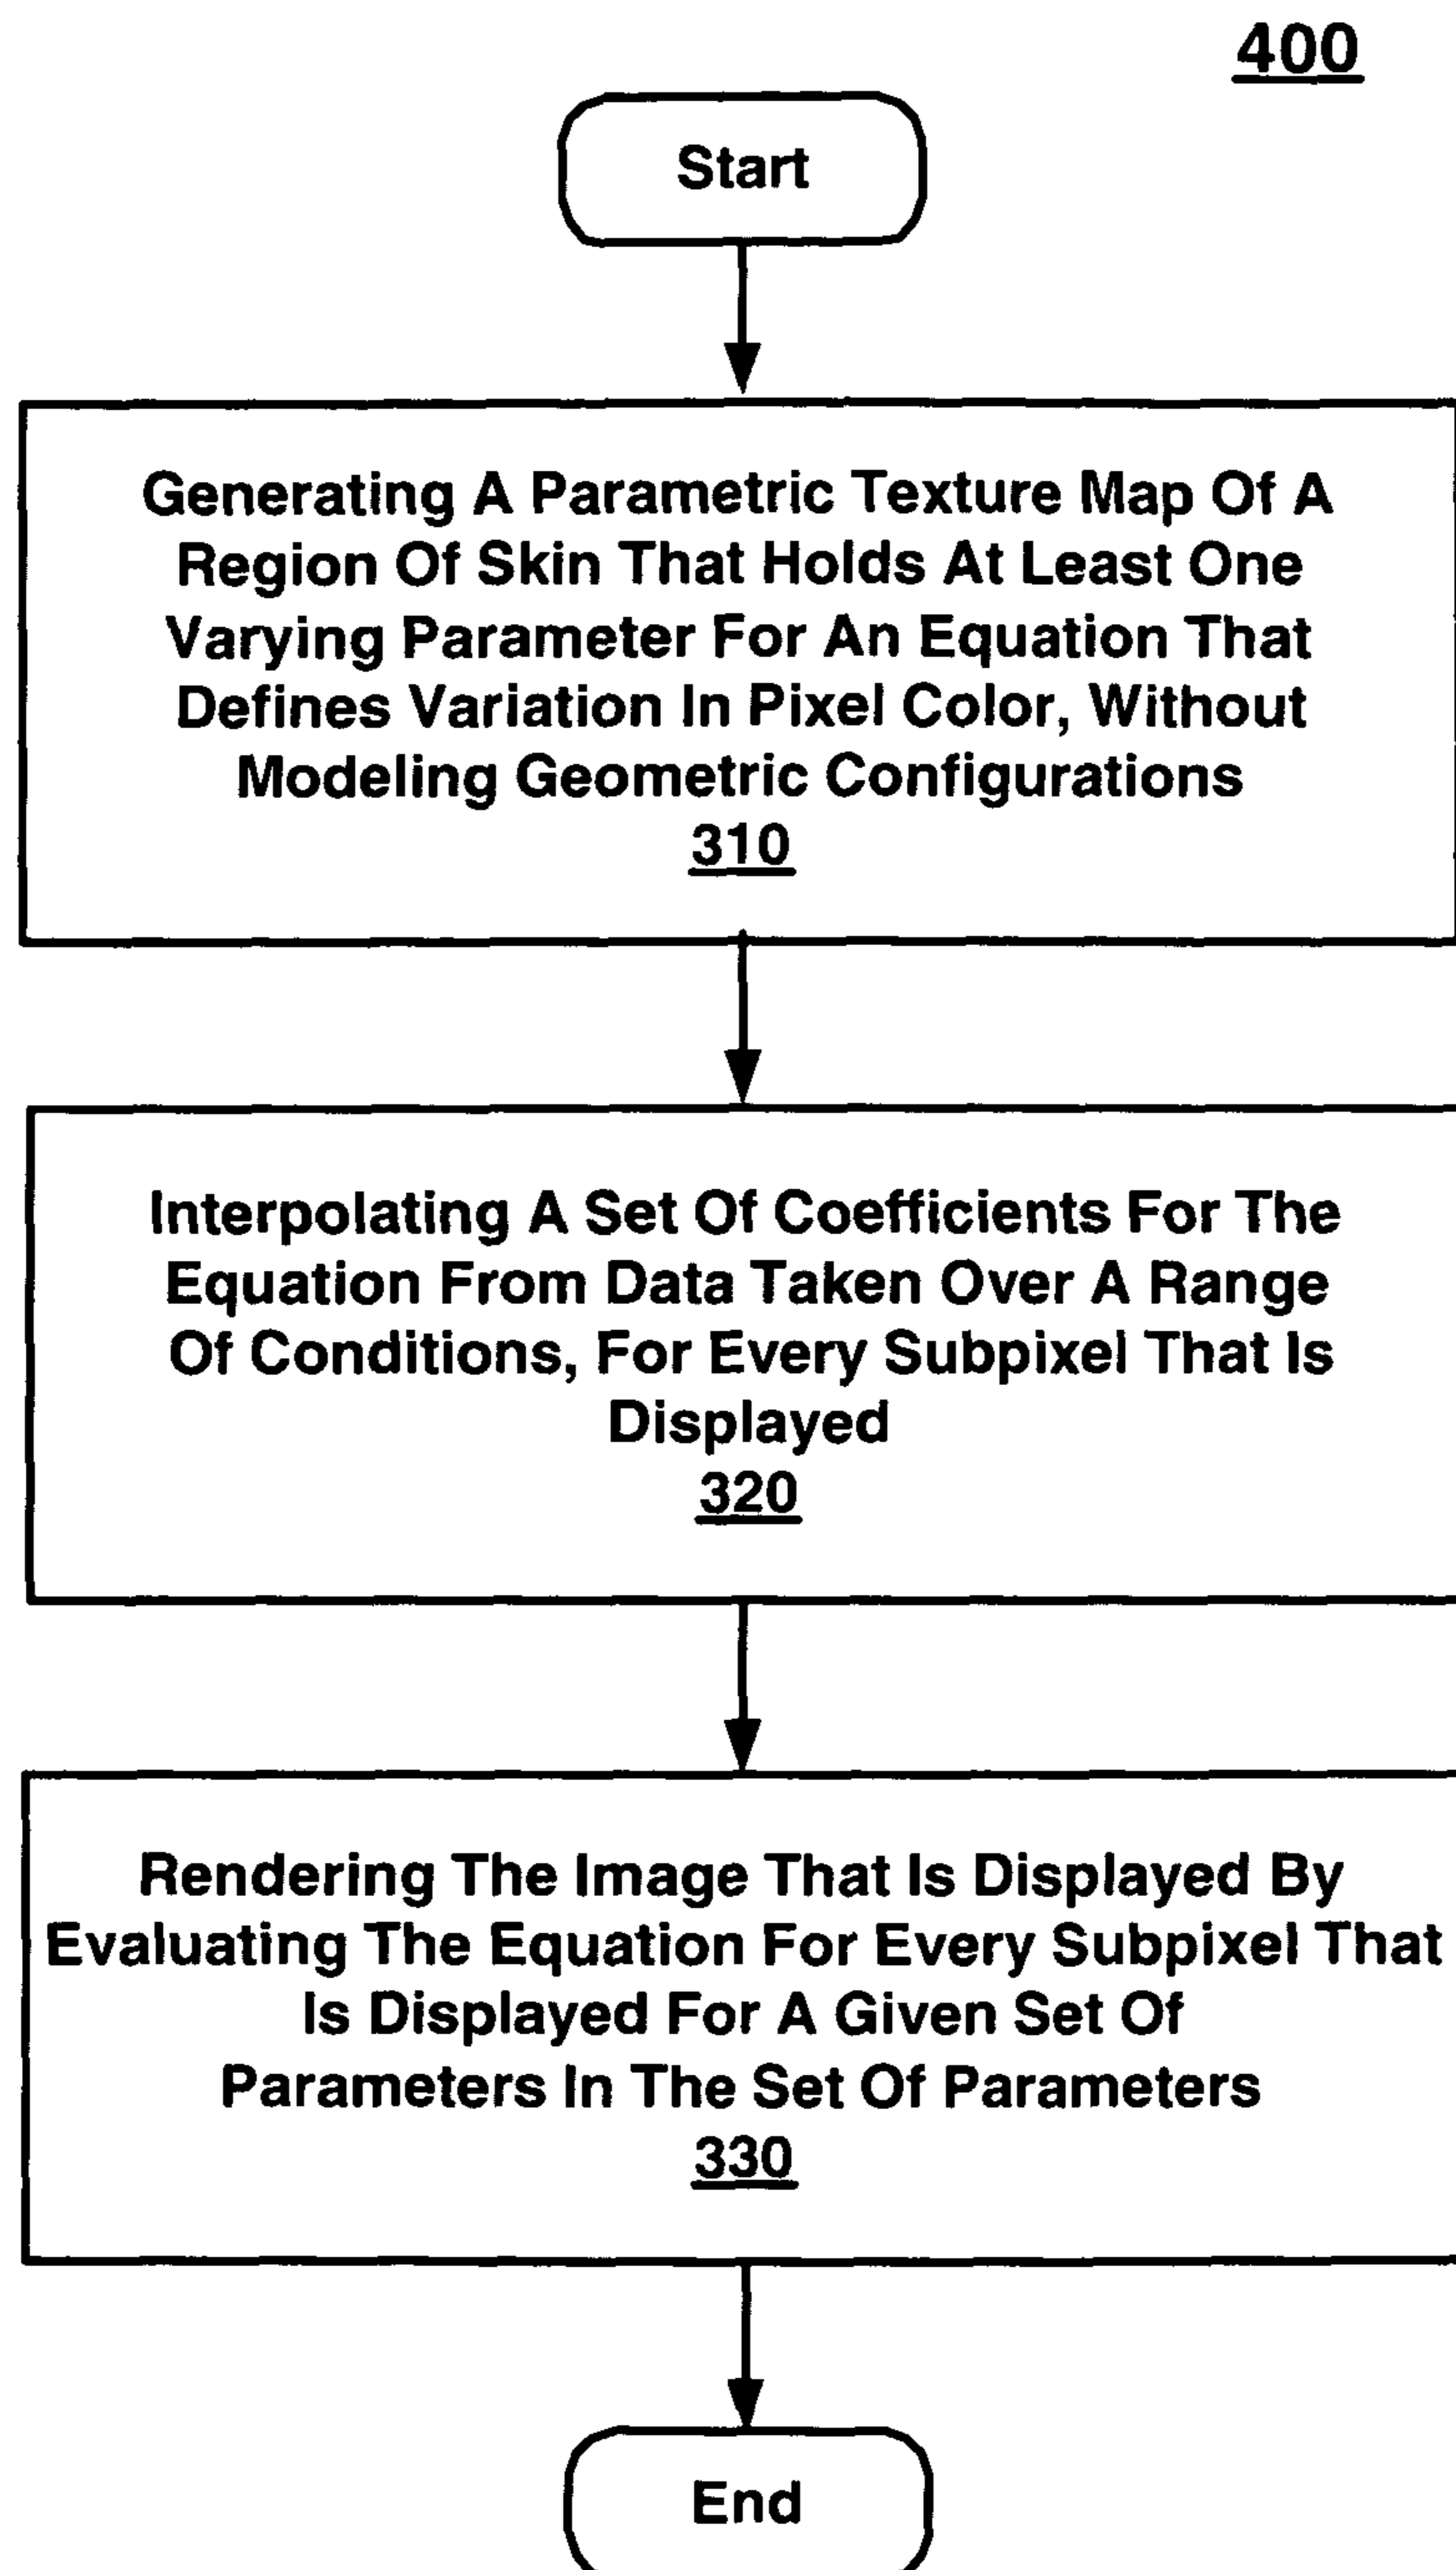 400
Start
Generating A Parametric Texture Map Of A
Region Of Skin That Holds At Least One
Varying Parameter For An Equation That
Defines Variation In Pixel Color, Without
Modeling Geometric Configurations
310
Interpolating A Set Of Coefficients For The
Equation From Data Taken Over A Range
Of Conditions, For Every Subpixel That Is
Displayed
320
Rendering The Image That Is Displayed By
Evaluating The Equation For Every Subpixel That
Is Displayed For A Given Set Of
Parameters In The Set Of Parameters
330
End